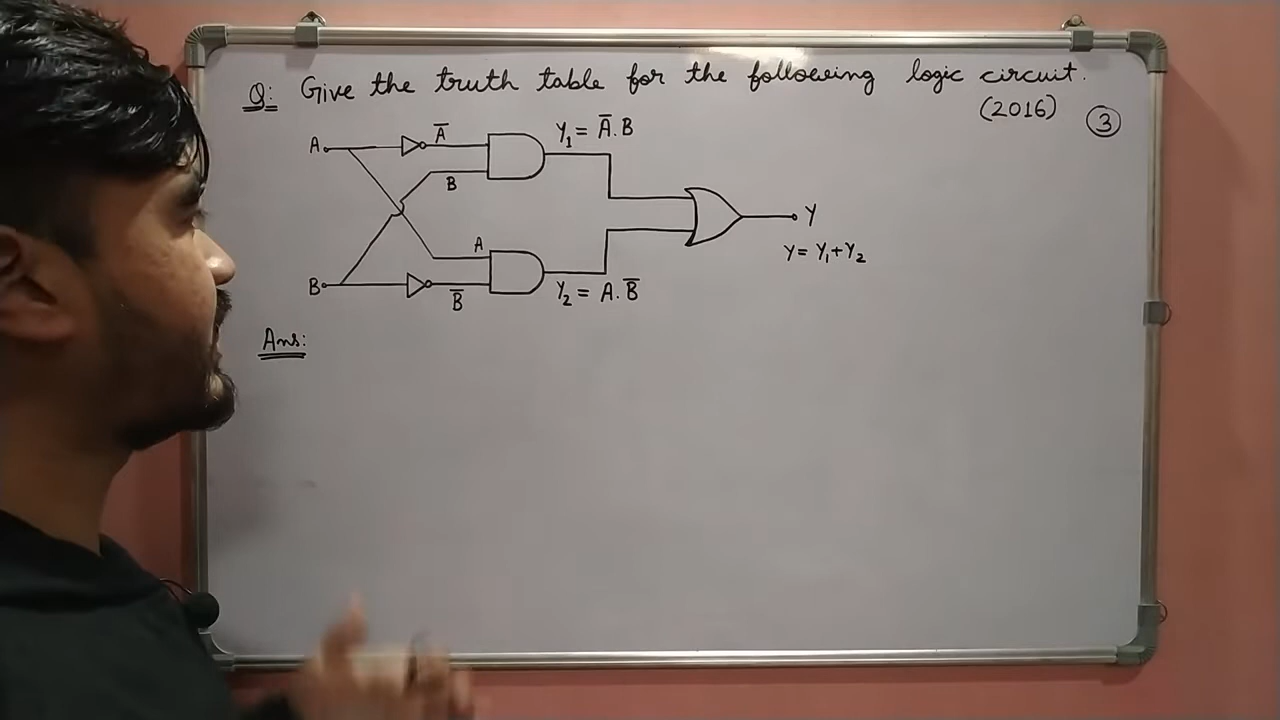 Q: Give the truth table for the following logic circuit.
(2016) 3
A Ā Y₁ = Ā.B
B
Y
A Y = Y₁+Y₂
B B̄ Y₂ = A.B̄
Ans: